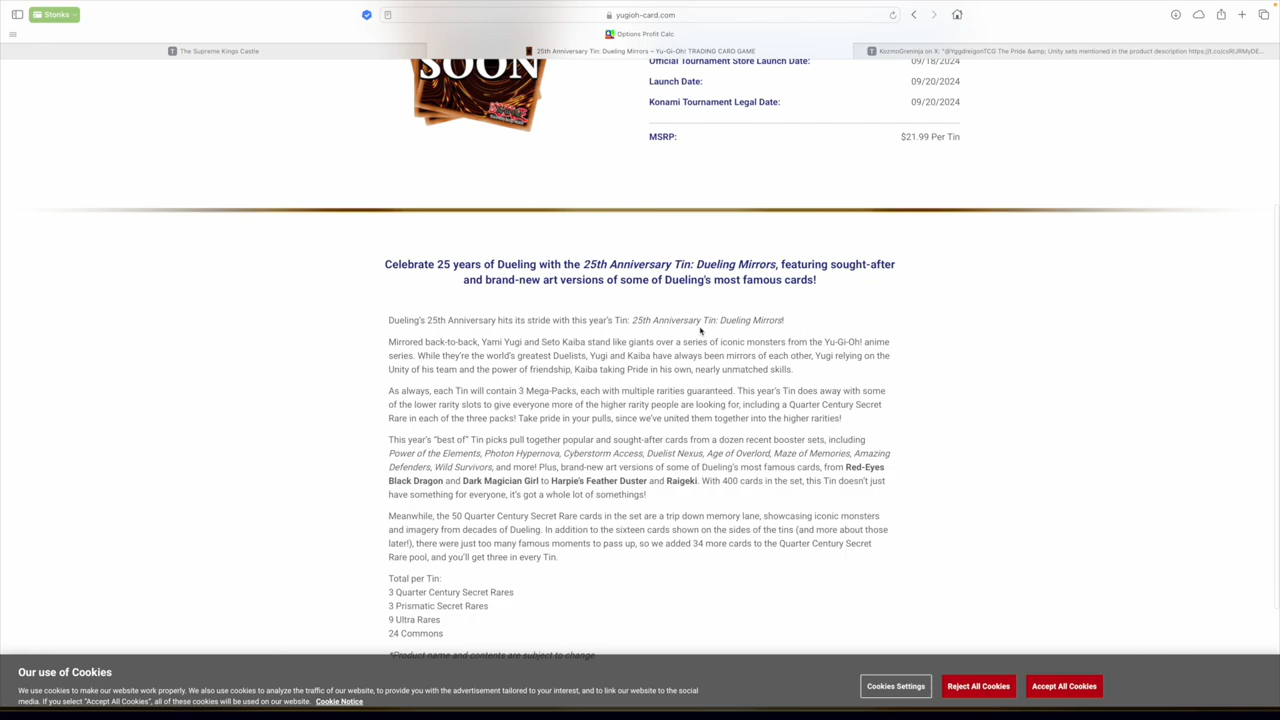 Stonks
yugioh-card.com
Options Profit Calc
T The Supreme Kings Castle
25th Anniversary Tin: Dueling Mirrors – Yu-Gi-Oh! TRADING CARD GAME
T KozmoGreninja on X: "@YggdreigonTCG The Pride &amp; Unity sets mentioned in the product description https://t.co/csRIJRMyDE...
SOON
Official Tournament Store Launch Date: 09/18/2024
Launch Date: 09/20/2024
Konami Tournament Legal Date: 09/20/2024
MSRP: $21.99 Per Tin
Celebrate 25 years of Dueling with the 25th Anniversary Tin: Dueling Mirrors, featuring sought-after
and brand-new art versions of some of Dueling's most famous cards!
Dueling's 25th Anniversary hits its stride with this year's Tin: 25th Anniversary Tin: Dueling Mirrors!
Mirrored back-to-back, Yami Yugi and Seto Kaiba stand like giants over a series of iconic monsters from the Yu-Gi-Oh! anime
series. While they're the world's greatest Duelists, Yugi and Kaiba have always been mirrors of each other, Yugi relying on the
Unity of his team and the power of friendship, Kaiba taking Pride in his own, nearly unmatched skills.
As always, each Tin will contain 3 Mega-Packs, each with multiple rarities guaranteed. This year's Tin does away with some
of the lower rarity slots to give everyone more of the higher rarity people are looking for, including a Quarter Century Secret
Rare in each of the three packs! Take pride in your pulls, since we've united them together into the higher rarities!
This year's "best of" Tin picks pull together popular and sought-after cards from a dozen recent booster sets, including
Power of the Elements, Photon Hypernova, Cyberstorm Access, Duelist Nexus, Age of Overlord, Maze of Memories, Amazing
Defenders, Wild Survivors, and more! Plus, brand-new art versions of some of Dueling's most famous cards, from Red-Eyes
Black Dragon and Dark Magician Girl to Harpie's Feather Duster and Raigeki. With 400 cards in the set, this Tin doesn't just
have something for everyone, it's got a whole lot of somethings!
Meanwhile, the 50 Quarter Century Secret Rare cards in the set are a trip down memory lane, showcasing iconic monsters
and imagery from decades of Dueling. In addition to the sixteen cards shown on the sides of the tins (and more about those
later!), there were just too many famous moments to pass up, so we added 34 more cards to the Quarter Century Secret
Rare pool, and you'll get three in every Tin.
Total per Tin:
3 Quarter Century Secret Rares
3 Prismatic Secret Rares
9 Ultra Rares
24 Commons
*Product name and contents are subject to change
Our use of Cookies
We use cookies to make our website work properly. We also use cookies to analyze the traffic of our website, to provide you with the advertisement tailored to your interest, and to link our website to the social
media. If you select "Accept All Cookies", all of these cookies will be used on our website. Cookie Notice
Cookies Settings
Reject All Cookies
Accept All Cookies